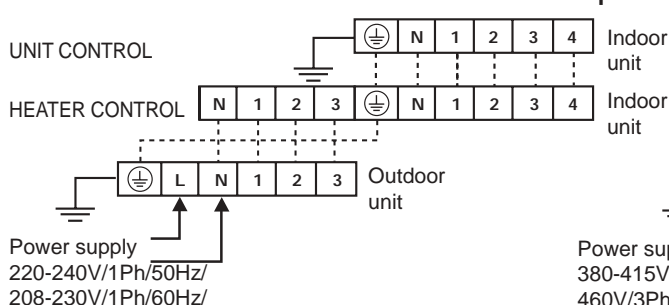 UNIT CONTROL
N 1 2 3 4
Indoor
unit
HEATER CONTROL
N 1 2 3 N 1 2 3 4
Indoor
unit
L N 1 2 3
Outdoor
unit
Power supply
220-240V/1Ph/50Hz/
208-230V/1Ph/60Hz/
Power sup
380-415V
460V/3Ph